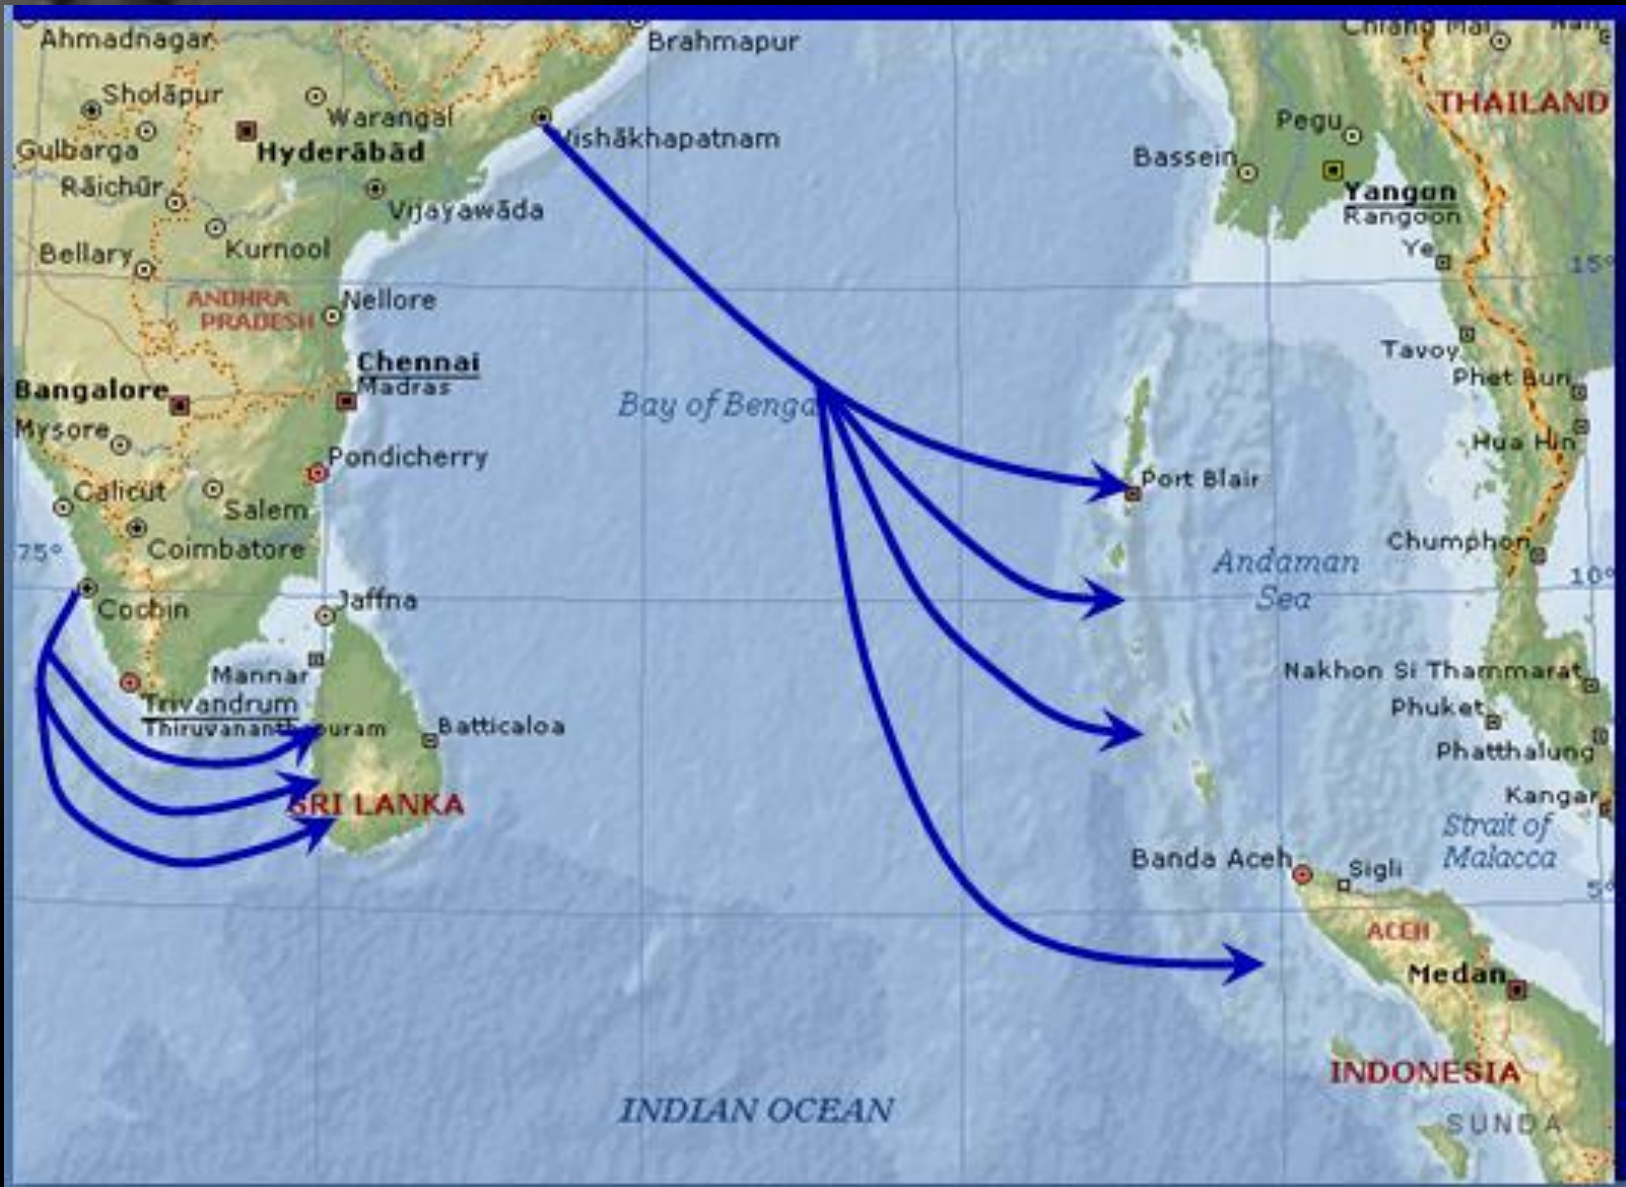 Ahmadnagar
Brahmapur
Chiang Mai
Sholāpur
Warangal
THAILAND
Pegu
Vishākhapatnam
Gulbarga
Hyderābād
Bassein
Rāichūr
Yangon
Rangoon
Vijayawāda
Kurnool
Bellary
Ye
15°
ANDHRA
PRADESH
Nellore
Tavoy
Chennai
Madras
Phet Buri
Bangalore
Bay of Benga
Mysore
Hua Hin
Pondicherry
Port Blair
Calicut
Salem
Chumphon
75°
Coimbatore
Andaman
Sea
10°
Cochin
Jaffna
Mannar
Nakhon Si Thammarat
Trivandrum
Thiruvananthapuram
Phuket
Batticaloa
Phatthalung
Kangar
SRI LANKA
Strait of
Malacca
Banda Aceh
Sigli
5°
ACEH
Medan
INDONESIA
INDIAN OCEAN
SUNDA